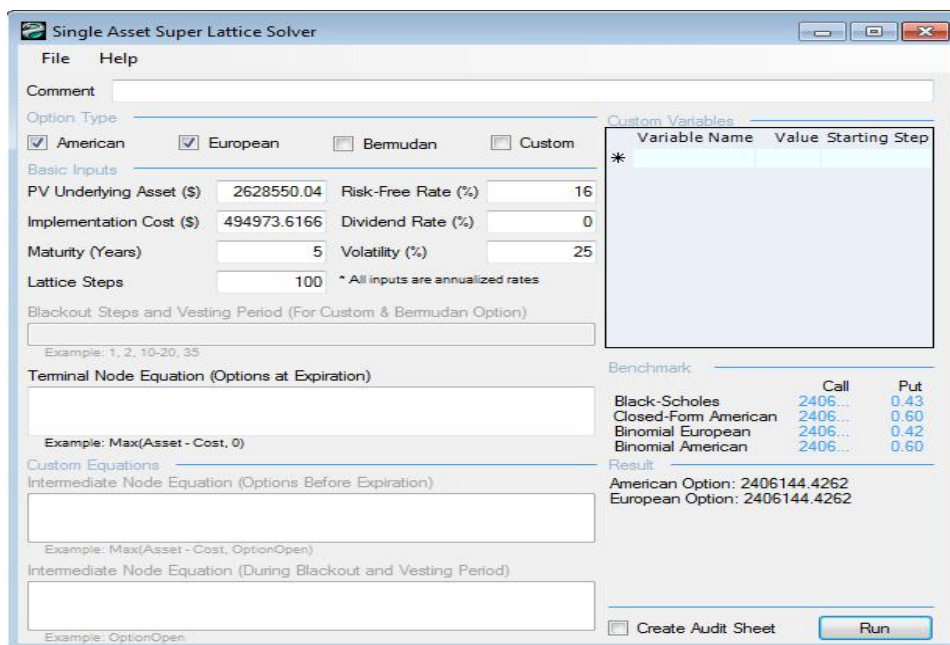 Single Asset Super Lattice Solver
File Help
Comment
Option Type
American European Bermudan Custom
Basic Inputs
PV Underlying Asset ($) 2628550.04 Risk-Free Rate (%) 16
Implementation Cost ($) 494973.6166 Dividend Rate (%) 0
Maturity (Years) 5 Volatility (%) 25
Lattice Steps 100 * All inputs are annualized rates
Blackout Steps and Vesting Period (For Custom & Bermudan Option)
Example: 1, 2, 10-20, 35
Terminal Node Equation (Options at Expiration)
Example: Max(Asset - Cost, 0)
Custom Equations
Intermediate Node Equation (Options Before Expiration)
Example: Max(Asset - Cost, OptionOpen)
Intermediate Node Equation (During Blackout and Vesting Period)
Example: OptionOpen
Custom Variables
Variable Name Value Starting Step
*
Benchmark
Call Put
Black-Scholes 2406... 0.43
Closed-Form American 2406... 0.60
Binomial European 2406... 0.42
Binomial American 2406... 0.60
Result
American Option: 2406144.4262
European Option: 2406144.4262
Create Audit Sheet Run